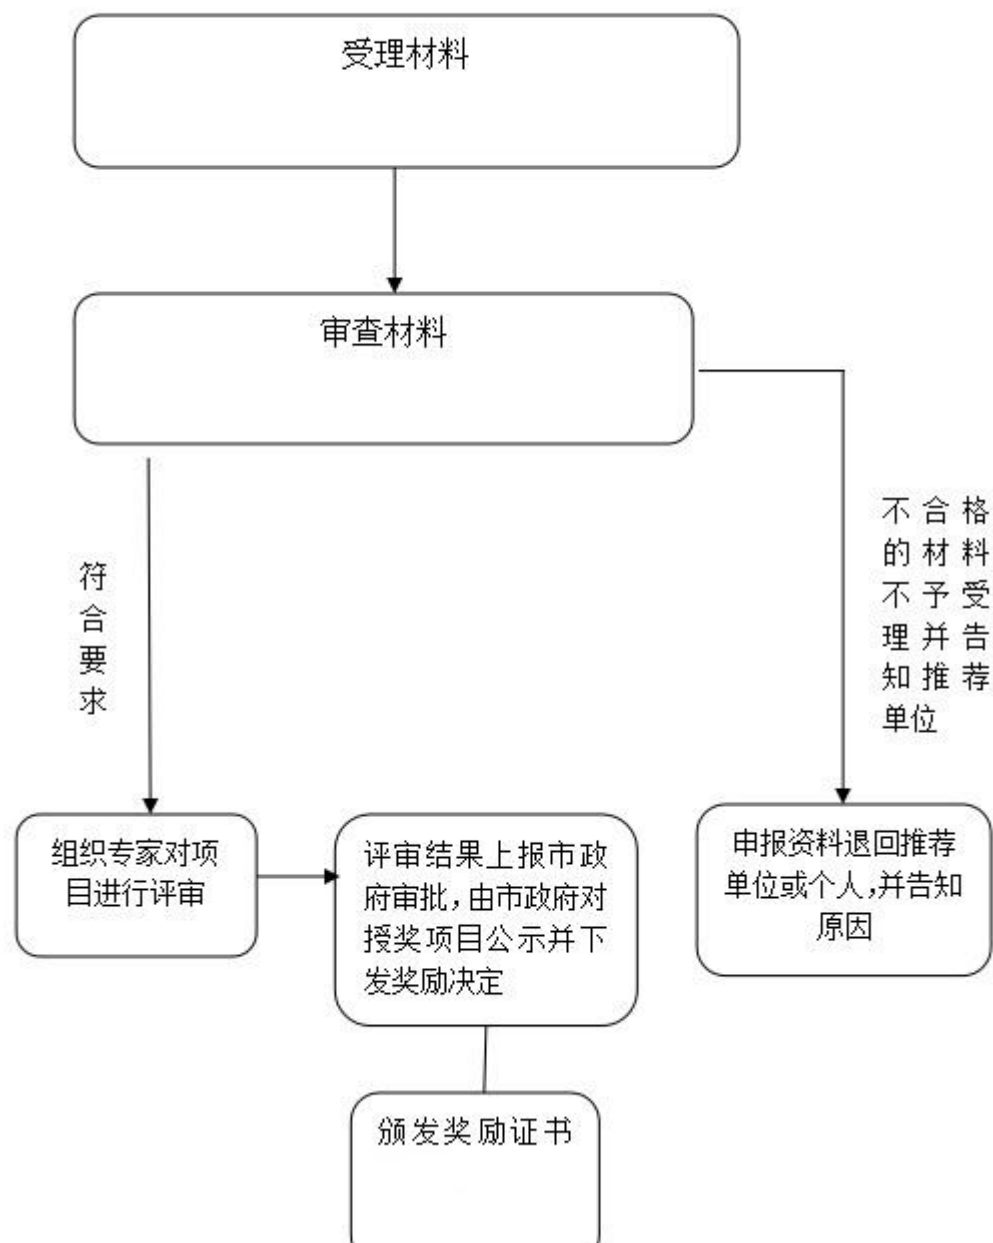 受理材料
审查材料
符
合
要
求
不合格
的材料
不予受
理并告
知推荐
单位
组织专家对项
目进行评审
评审结果上报市政
府审批,由市政府对
授奖项目公示并下
发奖励决定
申报资料退回推荐
单位或个人,并告知
原因
颁发奖励证书